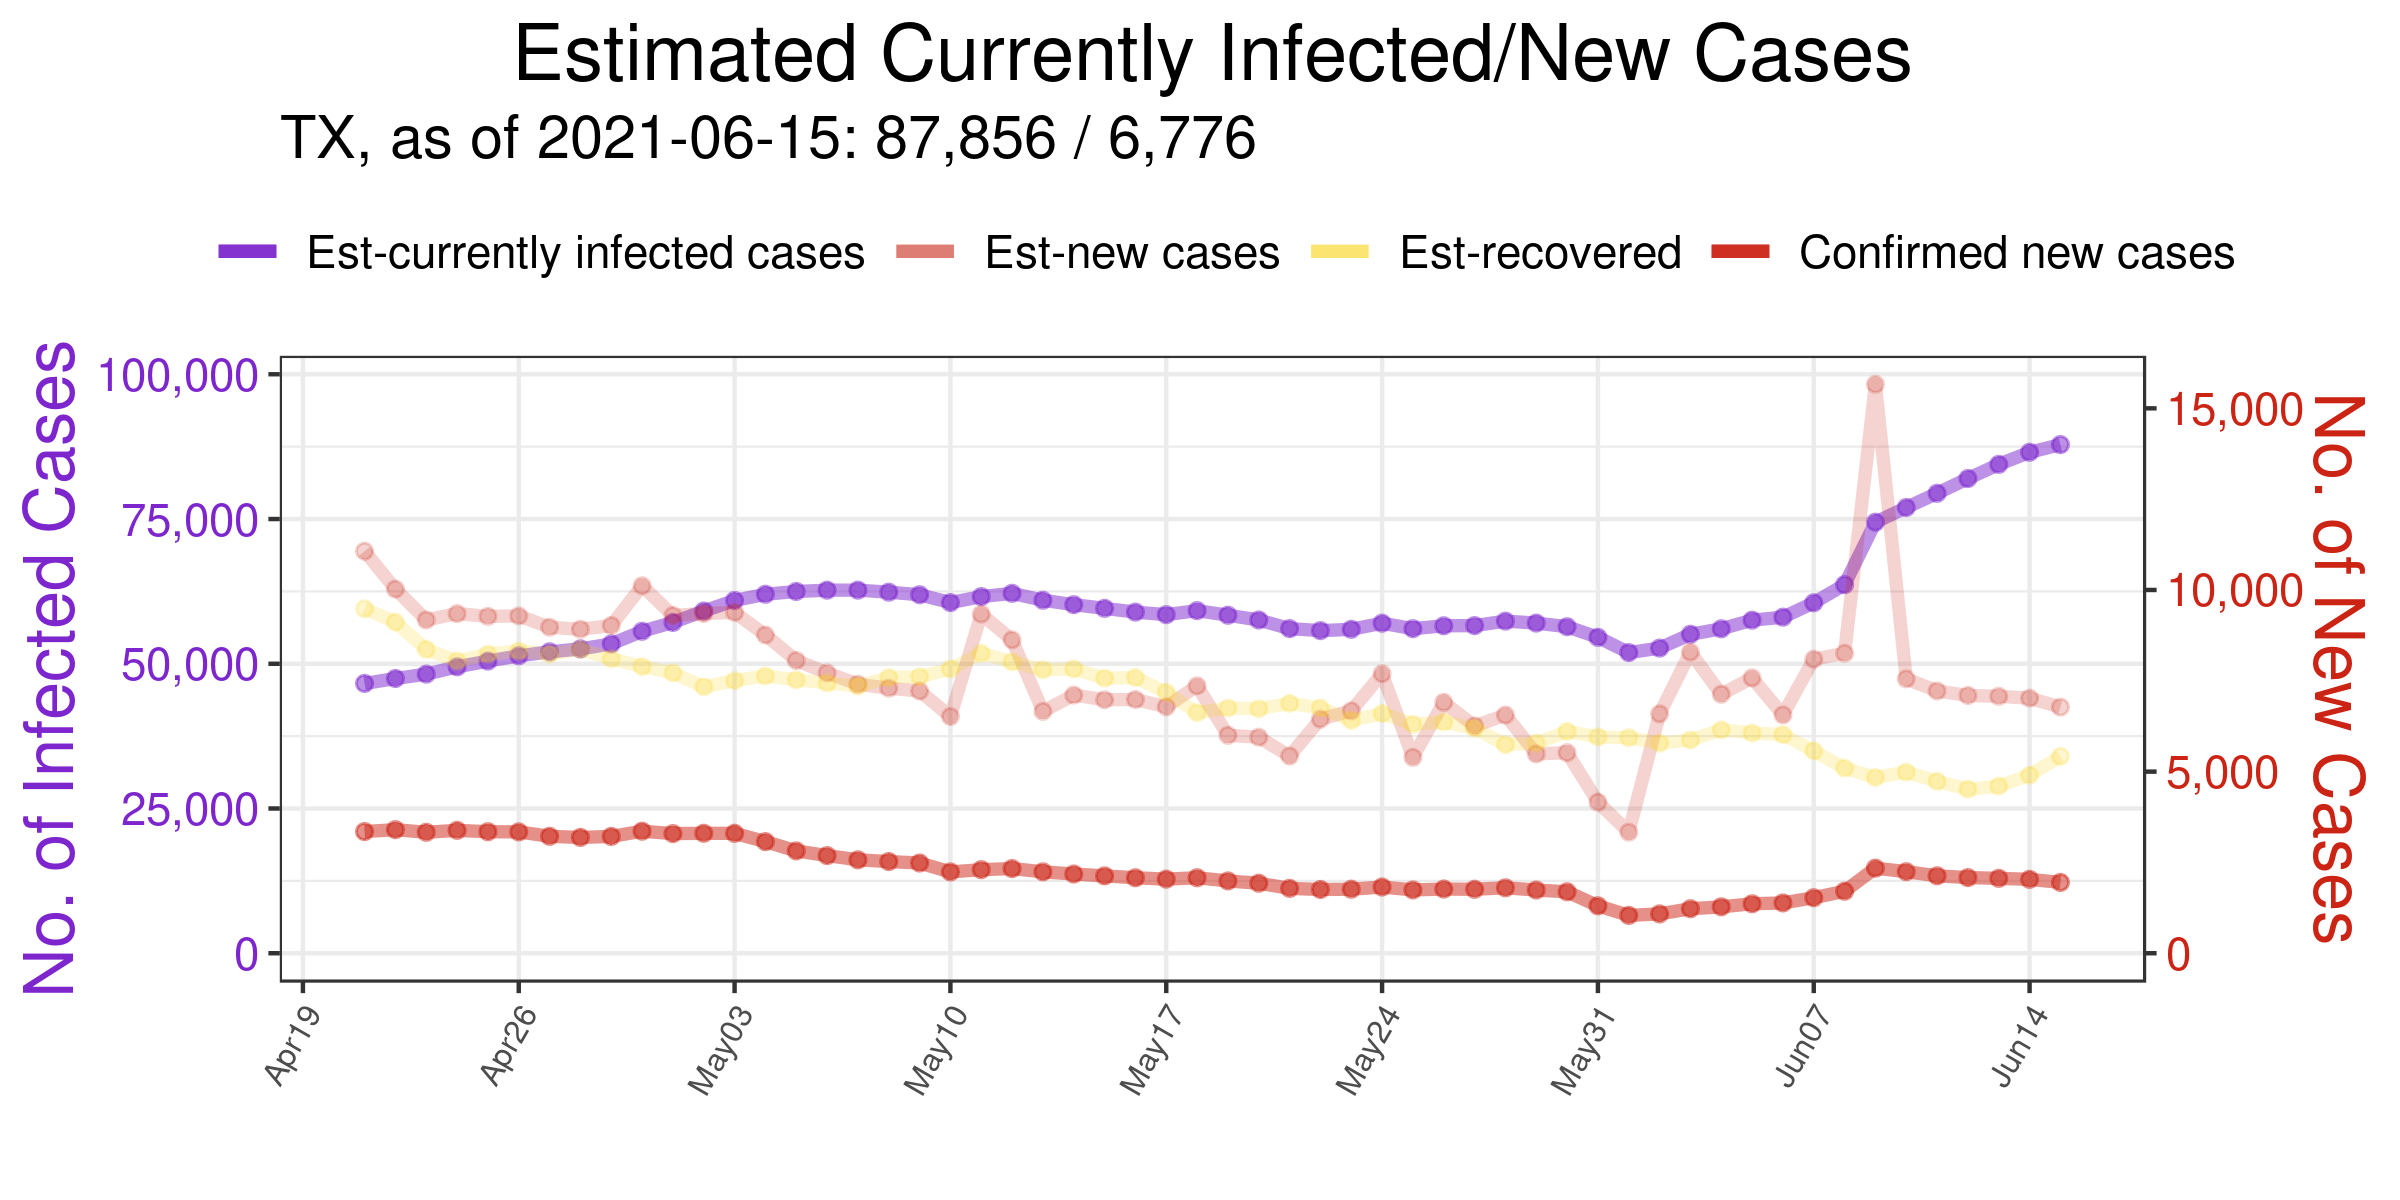 Estimated Currently Infected/New Cases
TX, as of 2021-06-15: 87,856 / 6,776
Est-currently infected cases Est-new cases Est-recovered Confirmed new cases
No. of Infected Cases
100,000
75,000
50,000
25,000
0
15,000
10,000
5,000
0
No. of New Cases
Apr19 Apr26 May03 May10 May17 May24 May31 Jun07 Jun14